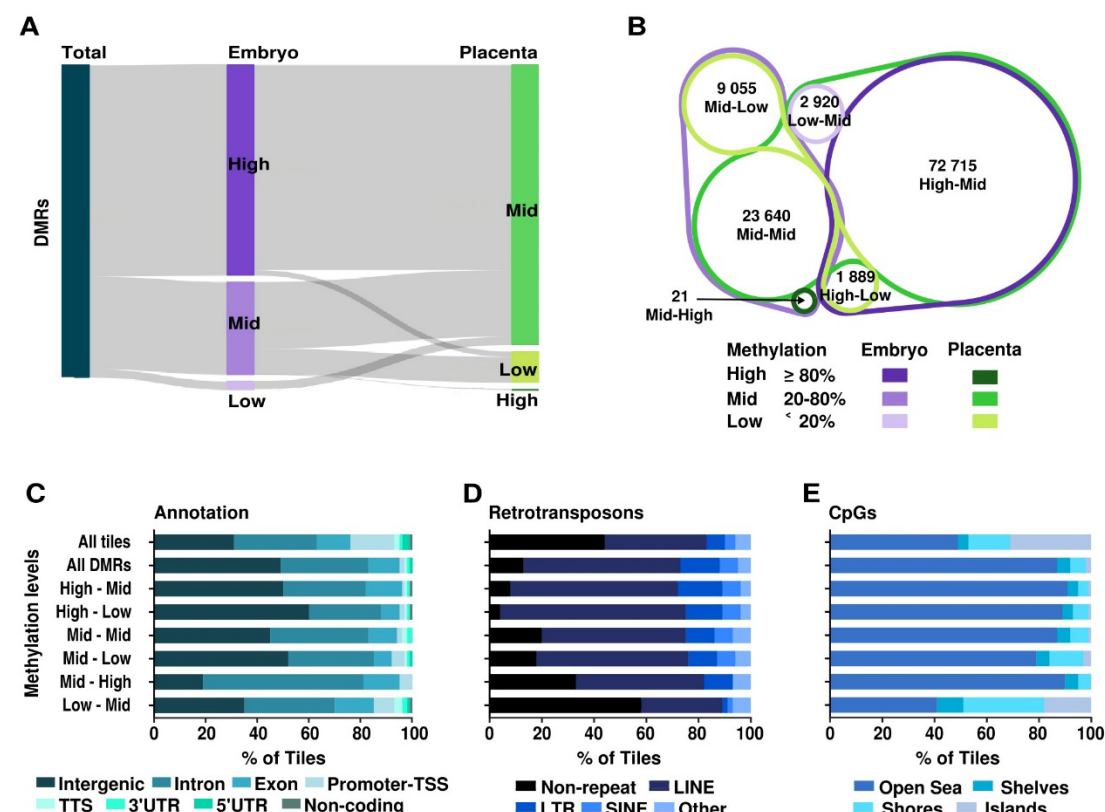 A
Total
Embryo
Placenta
DMRs
High
Mid
Low
Mid
Low
High
B
9 055
Mid-Low
2 920
Low-Mid
72 715
High-Mid
23 640
Mid-Mid
1 889
High-Low
21
Mid-High
Methylation Embryo Placenta
High ≥ 80%
Mid 20-80%
Low < 20%
C
Annotation
Methylation levels
All tiles
All DMRs
High - Mid
High - Low
Mid - Mid
Mid - Low
Mid - High
Low - Mid
0 20 40 60 80 100
% of Tiles
Intergenic Intron Exon Promoter-TSS
TTS 3'UTR 5'UTR Non-coding
D
Retrotransposons
0 20 40 60 80 100
% of Tiles
Non-repeat LINE
LTR SINE Other
E
CpGs
0 20 40 60 80 100
% of Tiles
Open Sea Shelves
Shores Islands